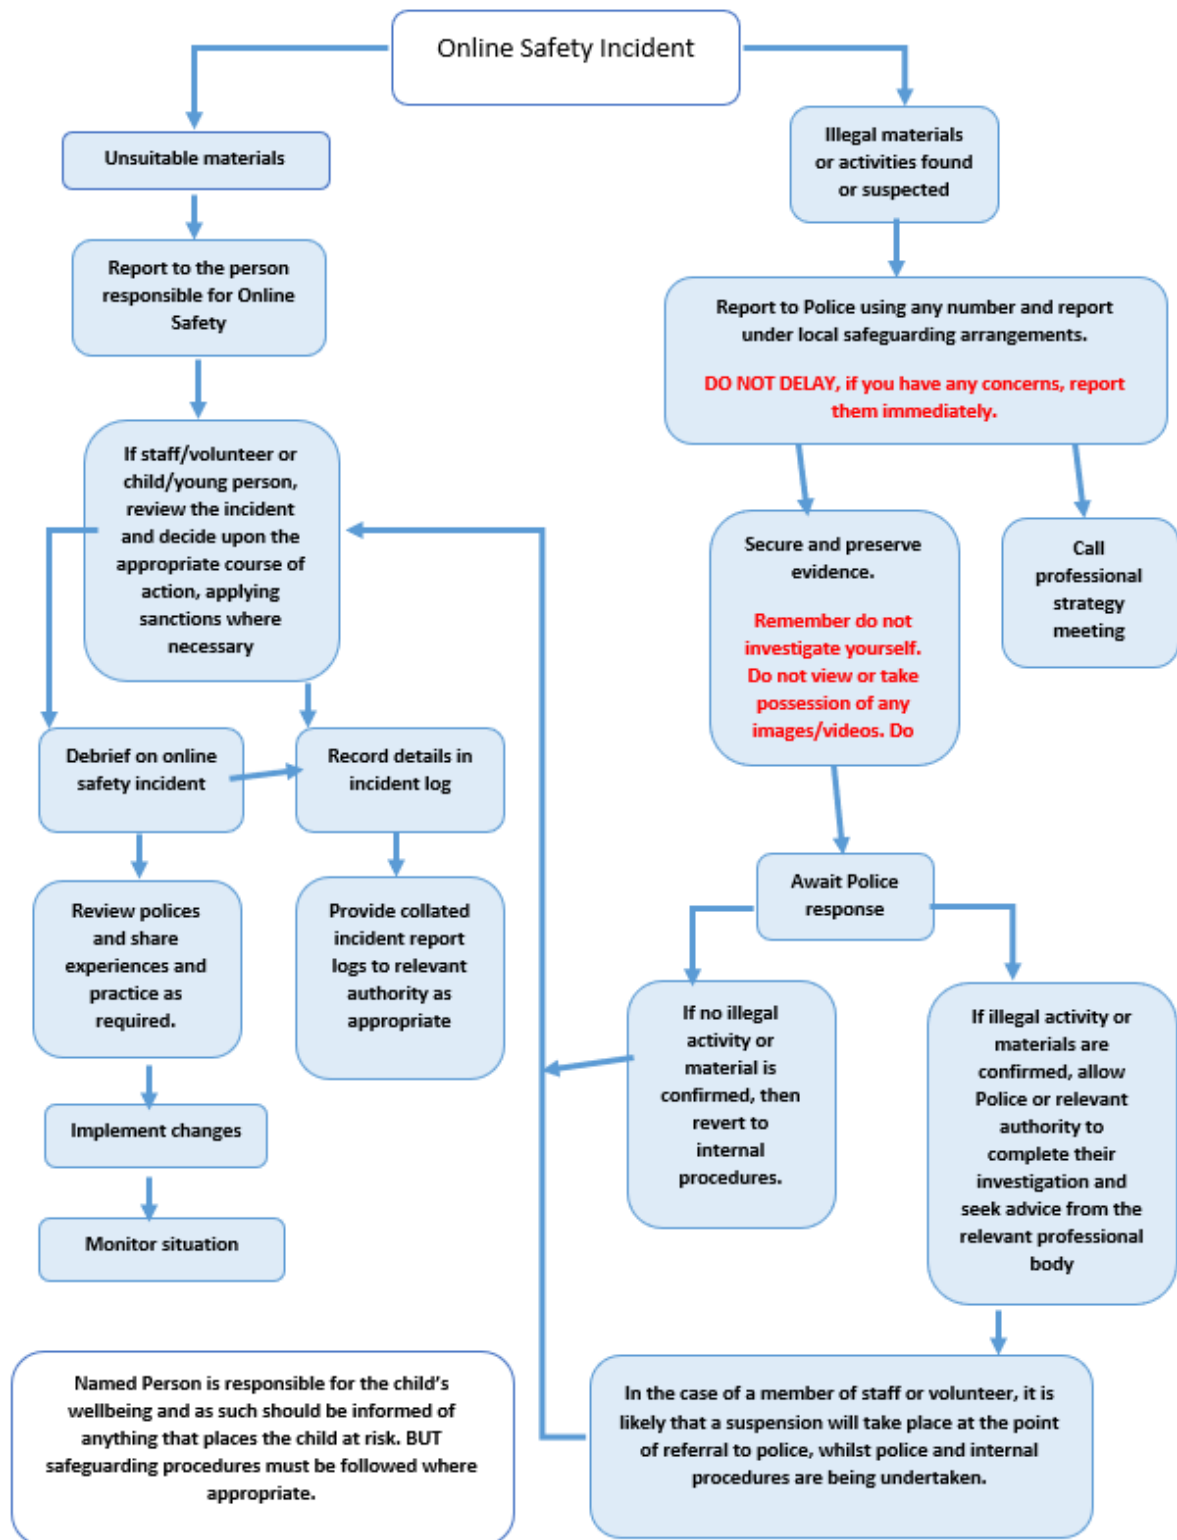 Online Safety Incident
Unsuitable materials
Report to the person
responsible for Online
Safety
If staff/volunteer or
child/young person,
review the incident
and decide upon the
appropriate course of
action, applying
sanctions where
necessary
Debrief on online
safety incident
Record details in
incident log
Review polices
and share
experiences and
practice as
required.
Provide collated
incident report
logs to relevant
authority as
appropriate
Implement changes
Monitor situation
Named Person is responsible for the child's
wellbeing and as such should be informed of
anything that places the child at risk. BUT
safeguarding procedures must be followed where
appropriate.
Illegal materials
or activities found
or suspected
Report to Police using any number and report
under local safeguarding arrangements.
DO NOT DELAY, if you have any concerns, report
them immediately.
Secure and preserve
evidence.
Remember do not
investigate yourself.
Do not view or take
possession of any
images/videos. Do
Call
professional
strategy
meeting
Await Police
response
If no illegal
activity or
material is
confirmed, then
revert to
internal
procedures.
If illegal activity or
materials are
confirmed, allow
Police or relevant
authority to
complete their
investigation and
seek advice from the
relevant professional
body
In the case of a member of staff or volunteer, it is
likely that a suspension will take place at the point
of referral to police, whilst police and internal
procedures are being undertaken.